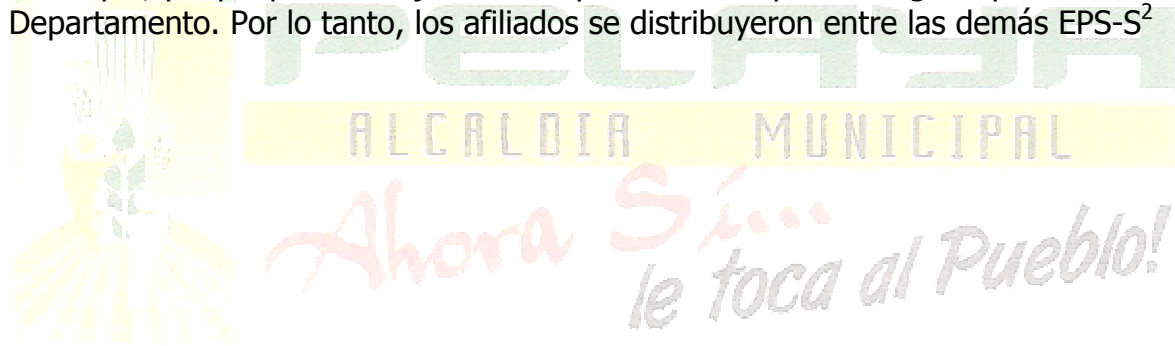 Departamento. Por lo tanto, los afiliados se distribuyeron entre las demás EPS-S²
PELAYA
ALCALDIA MUNICIPAL
Ahora Sí...
le toca al Pueblo!